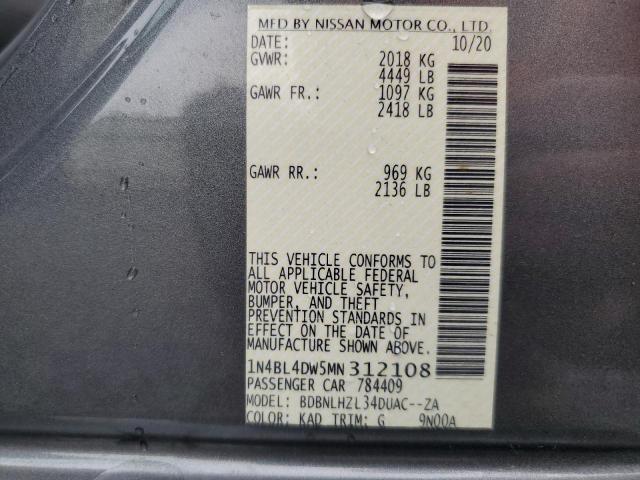 MFD BY NISSAN MOTOR CO., LTD.
DATE: 10/20
GVWR: 2018 KG
4449 LB
GAWR FR.: 1097 KG
2418 LB
GAWR RR.: 969 KG
2136 LB
THIS VEHICLE CONFORMS TO
ALL APPLICABLE FEDERAL
MOTOR VEHICLE SAFETY,
BUMPER, AND THEFT
PREVENTION STANDARDS IN
EFFECT ON THE DATE OF
MANUFACTURE SHOWN ABOVE.
1N4BL4DW5MN312108
PASSENGER CAR 784409
MODEL: BDBNLHZL34DUAC--ZA
COLOR: KAD TRIM: G 9N00A